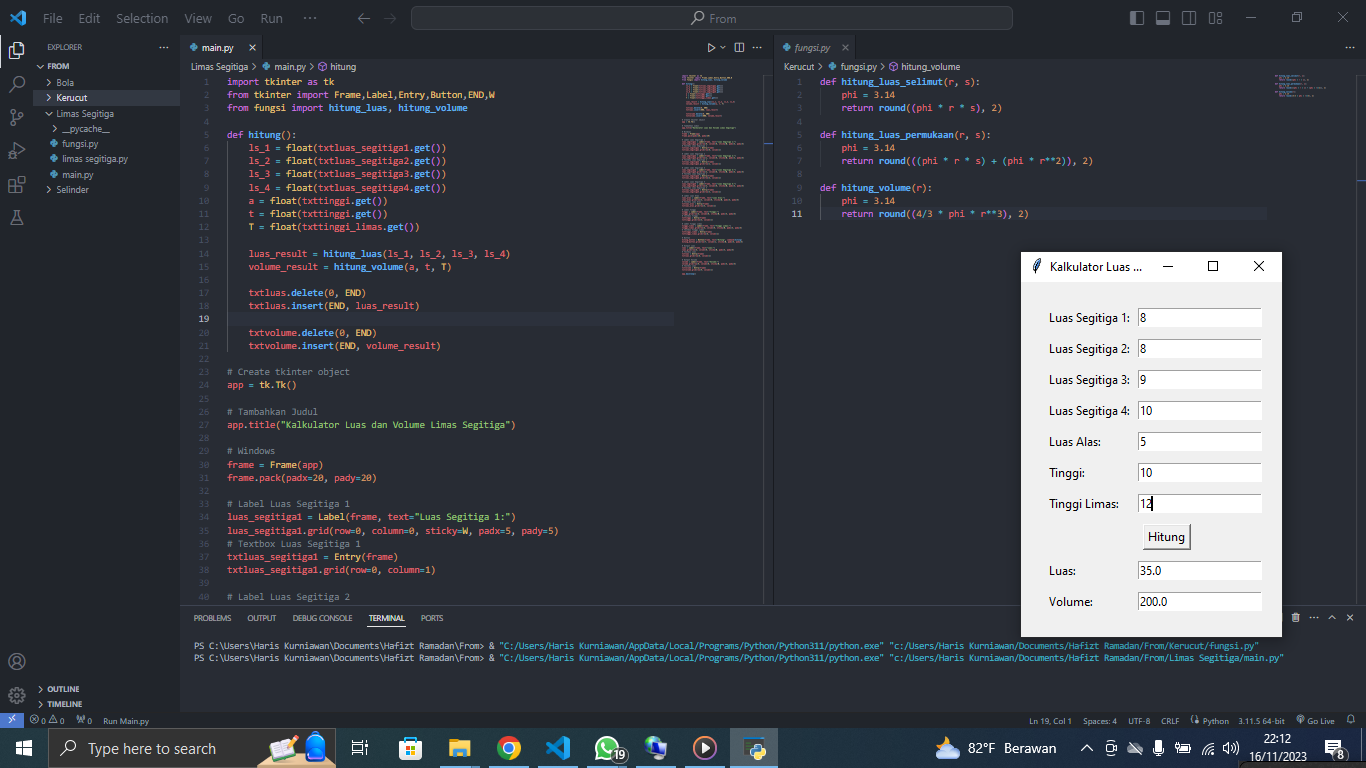 File Edit Selection View Go Run ··· From
EXPLORER ···
FROM
Bola
Kerucut
Limas Segitiga
__pycache__
fungsi.py
limas segitiga.py
main.py
Selinder
OUTLINE
TIMELINE
main.py
Limas Segitiga > main.py > hitung
1 import tkinter as tk
2 from tkinter import Frame,Label,Entry,Button,END,W
3 from fungsi import hitung_luas, hitung_volume
4
5 def hitung():
6 ls_1 = float(txtluas_segitiga1.get())
7 ls_2 = float(txtluas_segitiga2.get())
8 ls_3 = float(txtluas_segitiga3.get())
9 ls_4 = float(txtluas_segitiga4.get())
10 a = float(txttinggi.get())
11 t = float(txttinggi.get())
12 T = float(txttinggi_limas.get())
13
14 luas_result = hitung_luas(ls_1, ls_2, ls_3, ls_4)
15 volume_result = hitung_volume(a, t, T)
16
17 txtluas.delete(0, END)
18 txtluas.insert(END, luas_result)
19
20 txtvolume.delete(0, END)
21 txtvolume.insert(END, volume_result)
22
23 # Create tkinter object
24 app = tk.Tk()
25
26 # Tambahkan Judul
27 app.title("Kalkulator Luas dan Volume Limas Segitiga")
28
29 # Windows
30 frame = Frame(app)
31 frame.pack(padx=20, pady=20)
32
33 # Label Luas Segitiga 1
34 luas_segitiga1 = Label(frame, text="Luas Segitiga 1:")
35 luas_segitiga1.grid(row=0, column=0, sticky=W, padx=5, pady=5)
36 # Textbox Luas Segitiga 1
37 txtluas_segitiga1 = Entry(frame)
38 txtluas_segitiga1.grid(row=0, column=1)
39
40 # Label Luas Segitiga 2
fungsi.py
Kerucut > fungsi.py > hitung_volume
1 def hitung_luas_selimut(r, s):
2 phi = 3.14
3 return round((phi * r * s), 2)
4
5 def hitung_luas_permukaan(r, s):
6 phi = 3.14
7 return round(((phi * r * s) + (phi * r**2)), 2)
8
9 def hitung_volume(r):
10 phi = 3.14
11 return round((4/3 * phi * r**3), 2)
Kalkulator Luas ...
Luas Segitiga 1: 8
Luas Segitiga 2: 8
Luas Segitiga 3: 9
Luas Segitiga 4: 10
Luas Alas: 5
Tinggi: 10
Tinggi Limas: 12
Hitung
Luas: 35.0
Volume: 200.0
PROBLEMS OUTPUT DEBUG CONSOLE TERMINAL PORTS
PS C:\Users\Haris Kurniawan\Documents\Hafizt Ramadan\From> & "C:/Users/Haris Kurniawan/AppData/Local/Programs/Python/Python311/python.exe" "c:/Users/Haris Kurniawan/Documents/Hafizt Ramadan/From/Kerucut/fungsi.py"
PS C:\Users\Haris Kurniawan\Documents\Hafizt Ramadan\From> & "C:/Users/Haris Kurniawan/AppData/Local/Programs/Python/Python311/python.exe" "c:/Users/Haris Kurniawan/Documents/Hafizt Ramadan/From/Limas Segitiga/main.py"
0 0 0 Run Main.py Ln 19, Col 1 Spaces: 4 UTF-8 CRLF Python 3.11.5 64-bit Go Live
Type here to search 19 82°F Berawan 22:12
16/11/2023 8